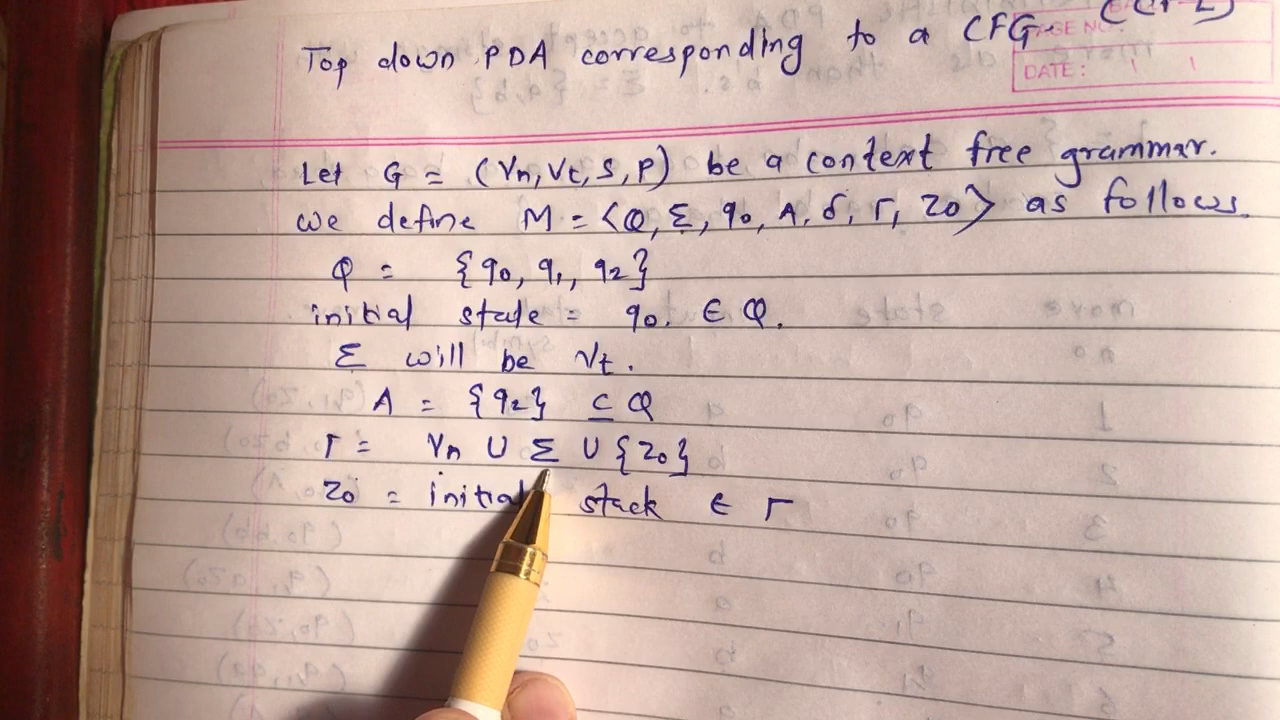 Top down PDA corresponding to a CFG.
PAGE NO.
DATE:
Let G = (Vn, Vt, S, P) be a context free grammar.
we define M = <Q, Σ, q0, A, δ, Γ, z0> as follows.
Q = {q0, q1, q2}
initial state = q0. ∈ Q.
Σ will be Vt.
A = {q2} ⊆ Q
Γ = Vn ∪ Σ ∪ {z0}
z0 = initial stack ∈ Γ